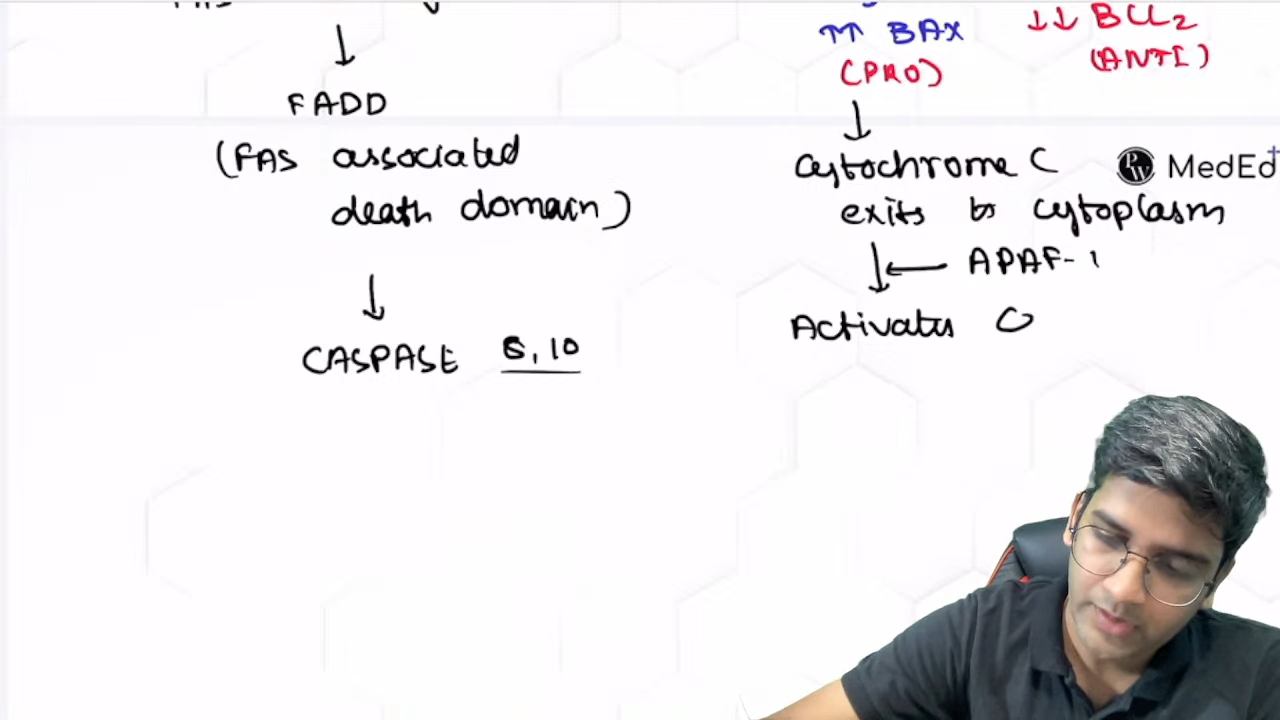 FADD
(FAS associated
death domain)
CASPASE 8, 10
↑↑ BAX
(PRO)
↓↓ BCL2
(ANTI)
Cytochrome C
exits to cytoplasm
APAF-1
Activates C
PW MedEd